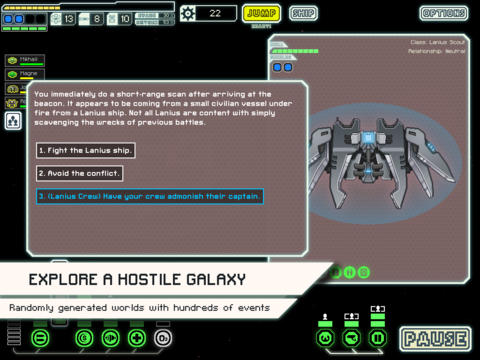 13
8
10
22
JUMP
SHIP
OPTIONS
Class: Lanius Scout
Relationship: Neutral
Mikhail
Magne
You immediately do a short-range scan after arriving at the
beacon. It appears to be coming from a small civilian vessel under
fire from a Lanius ship. Not all Lanius are content with simply
scavenging the wrecks of previous battles.
1. Fight the Lanius ship.
2. Avoid the conflict.
3. (Lanius Crew) Have your crew admonish their captain.
EXPLORE A HOSTILE GALAXY
Randomly generated worlds with hundreds of events
PAUSE